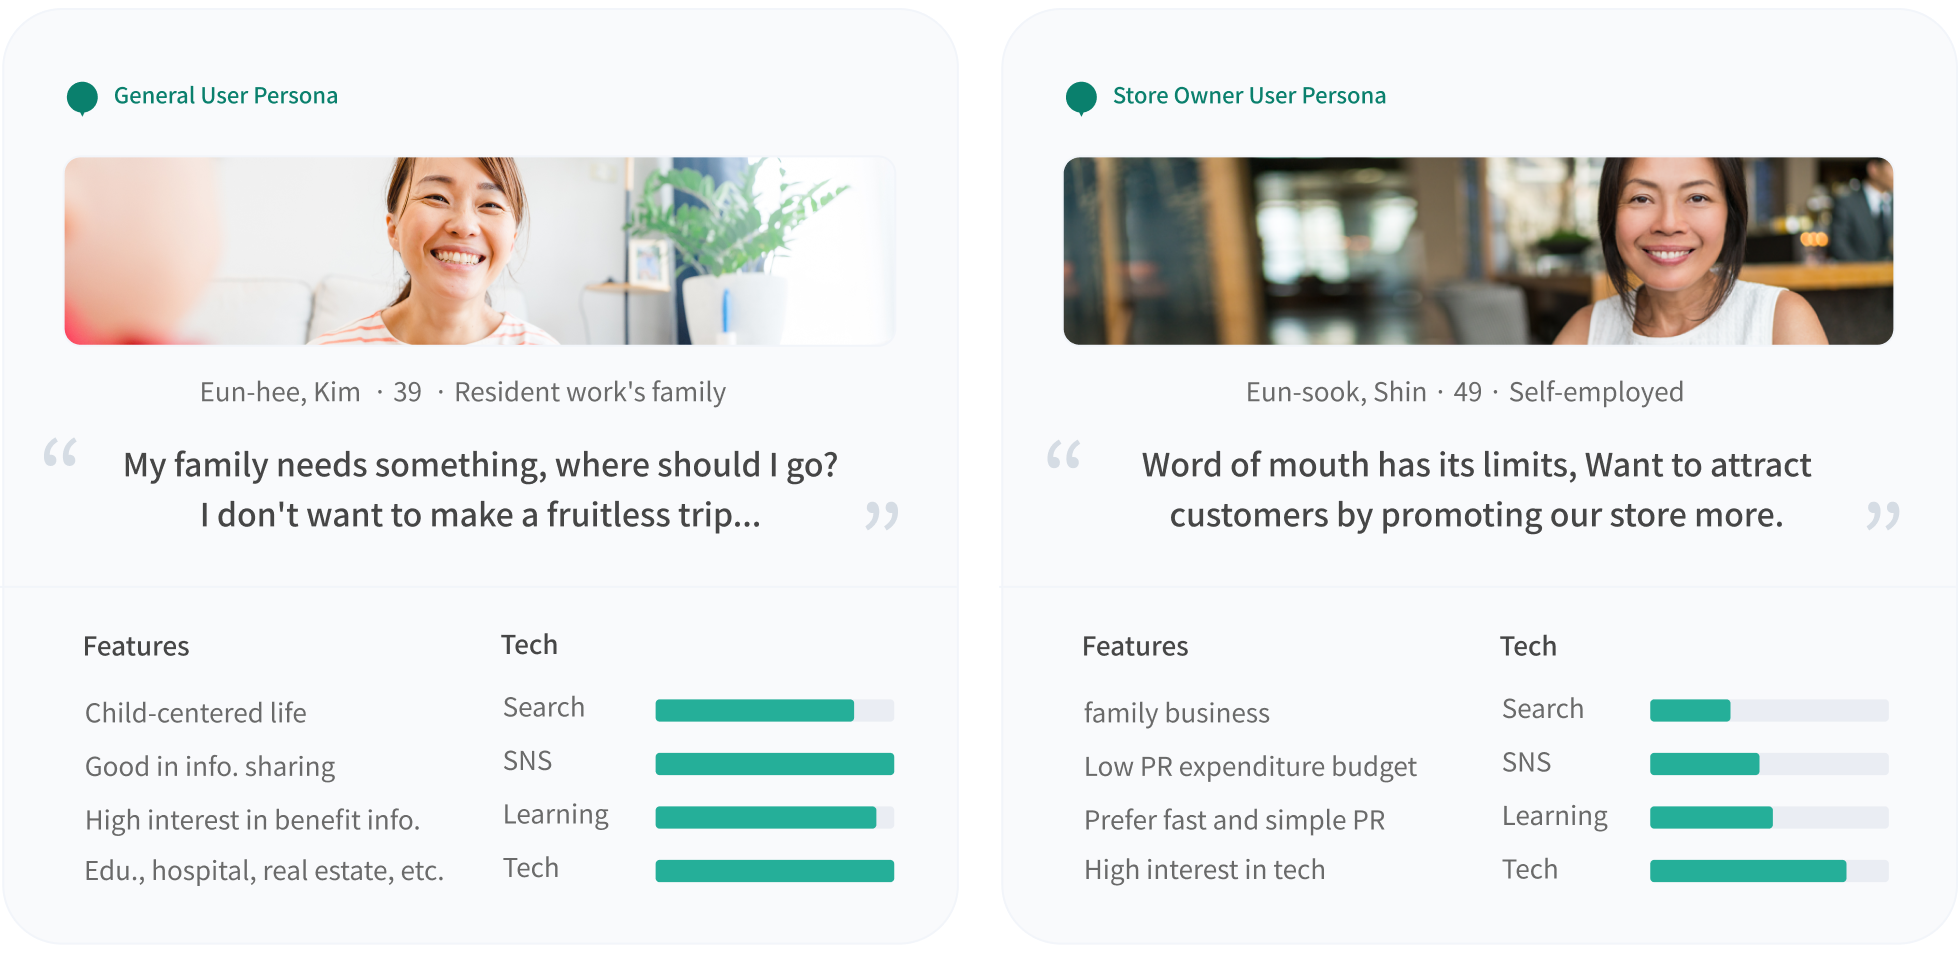 General User Persona
Eun-hee, Kim · 39 · Resident work's family
“ My family needs something, where should I go?
I don't want to make a fruitless trip... ”
Features
Child-centered life
Good in info. sharing
High interest in benefit info.
Edu., hospital, real estate, etc.
Tech
Search
SNS
Learning
Tech
Store Owner User Persona
Eun-sook, Shin · 49 · Self-employed
“ Word of mouth has its limits, Want to attract
customers by promoting our store more. ”
Features
family business
Low PR expenditure budget
Prefer fast and simple PR
High interest in tech
Tech
Search
SNS
Learning
Tech